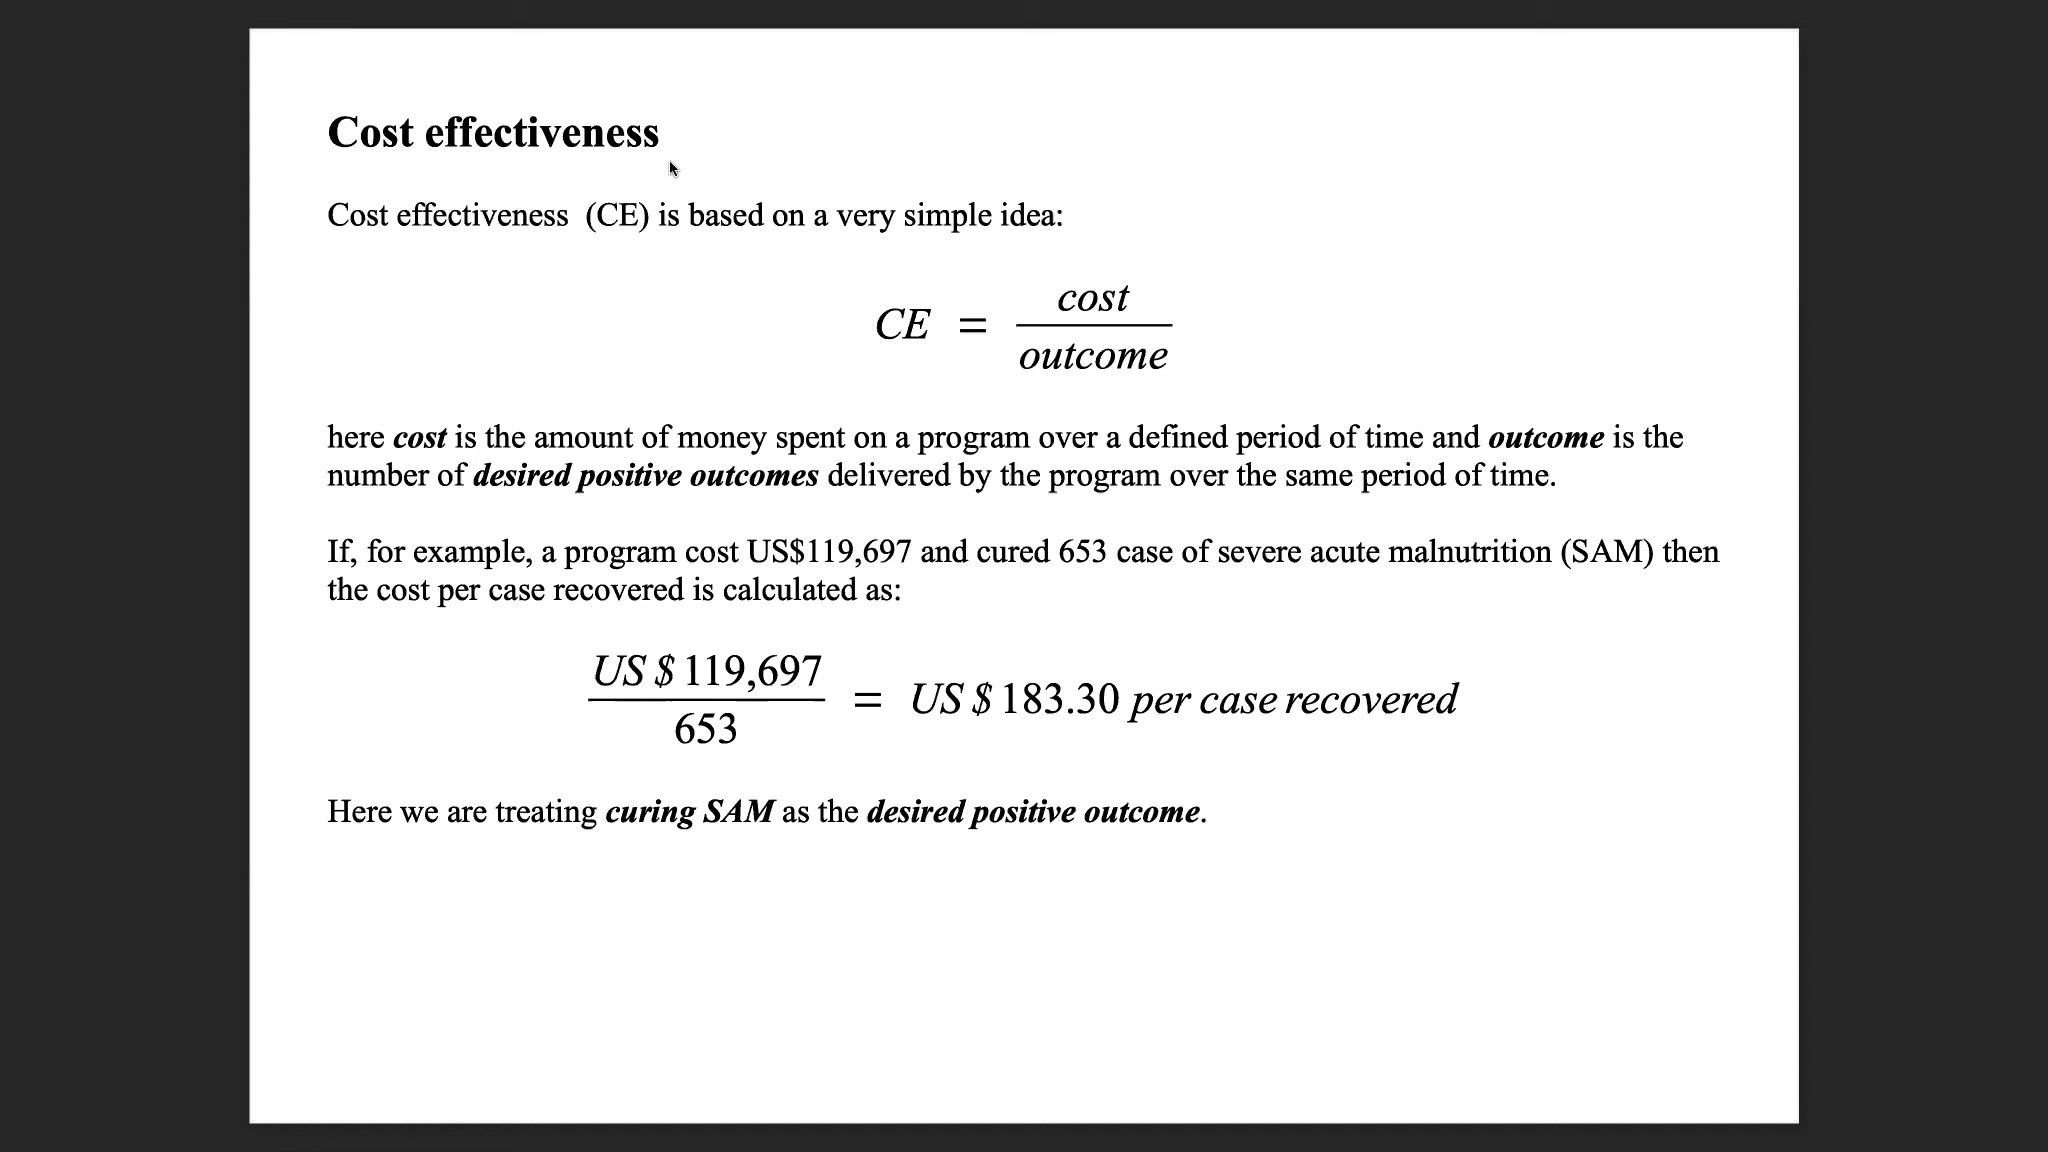 Cost effectiveness
Cost effectiveness (CE) is based on a very simple idea:
CE = cost / outcome
here cost is the amount of money spent on a program over a defined period of time and outcome is the
number of desired positive outcomes delivered by the program over the same period of time.
If, for example, a program cost US$119,697 and cured 653 case of severe acute malnutrition (SAM) then
the cost per case recovered is calculated as:
US $ 119,697 / 653 = US $ 183.30 per case recovered
Here we are treating curing SAM as the desired positive outcome.